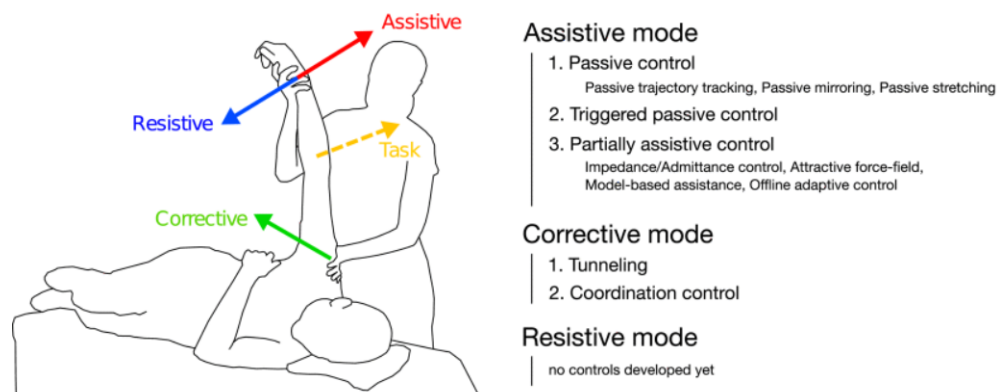 Assistive
Resistive
Task
Corrective
Assistive mode
1. Passive control
Passive trajectory tracking, Passive mirroring, Passive stretching
2. Triggered passive control
3. Partially assistive control
Impedance/Admittance control, Attractive force-field,
Model-based assistance, Offline adaptive control
Corrective mode
1. Tunneling
2. Coordination control
Resistive mode
no controls developed yet